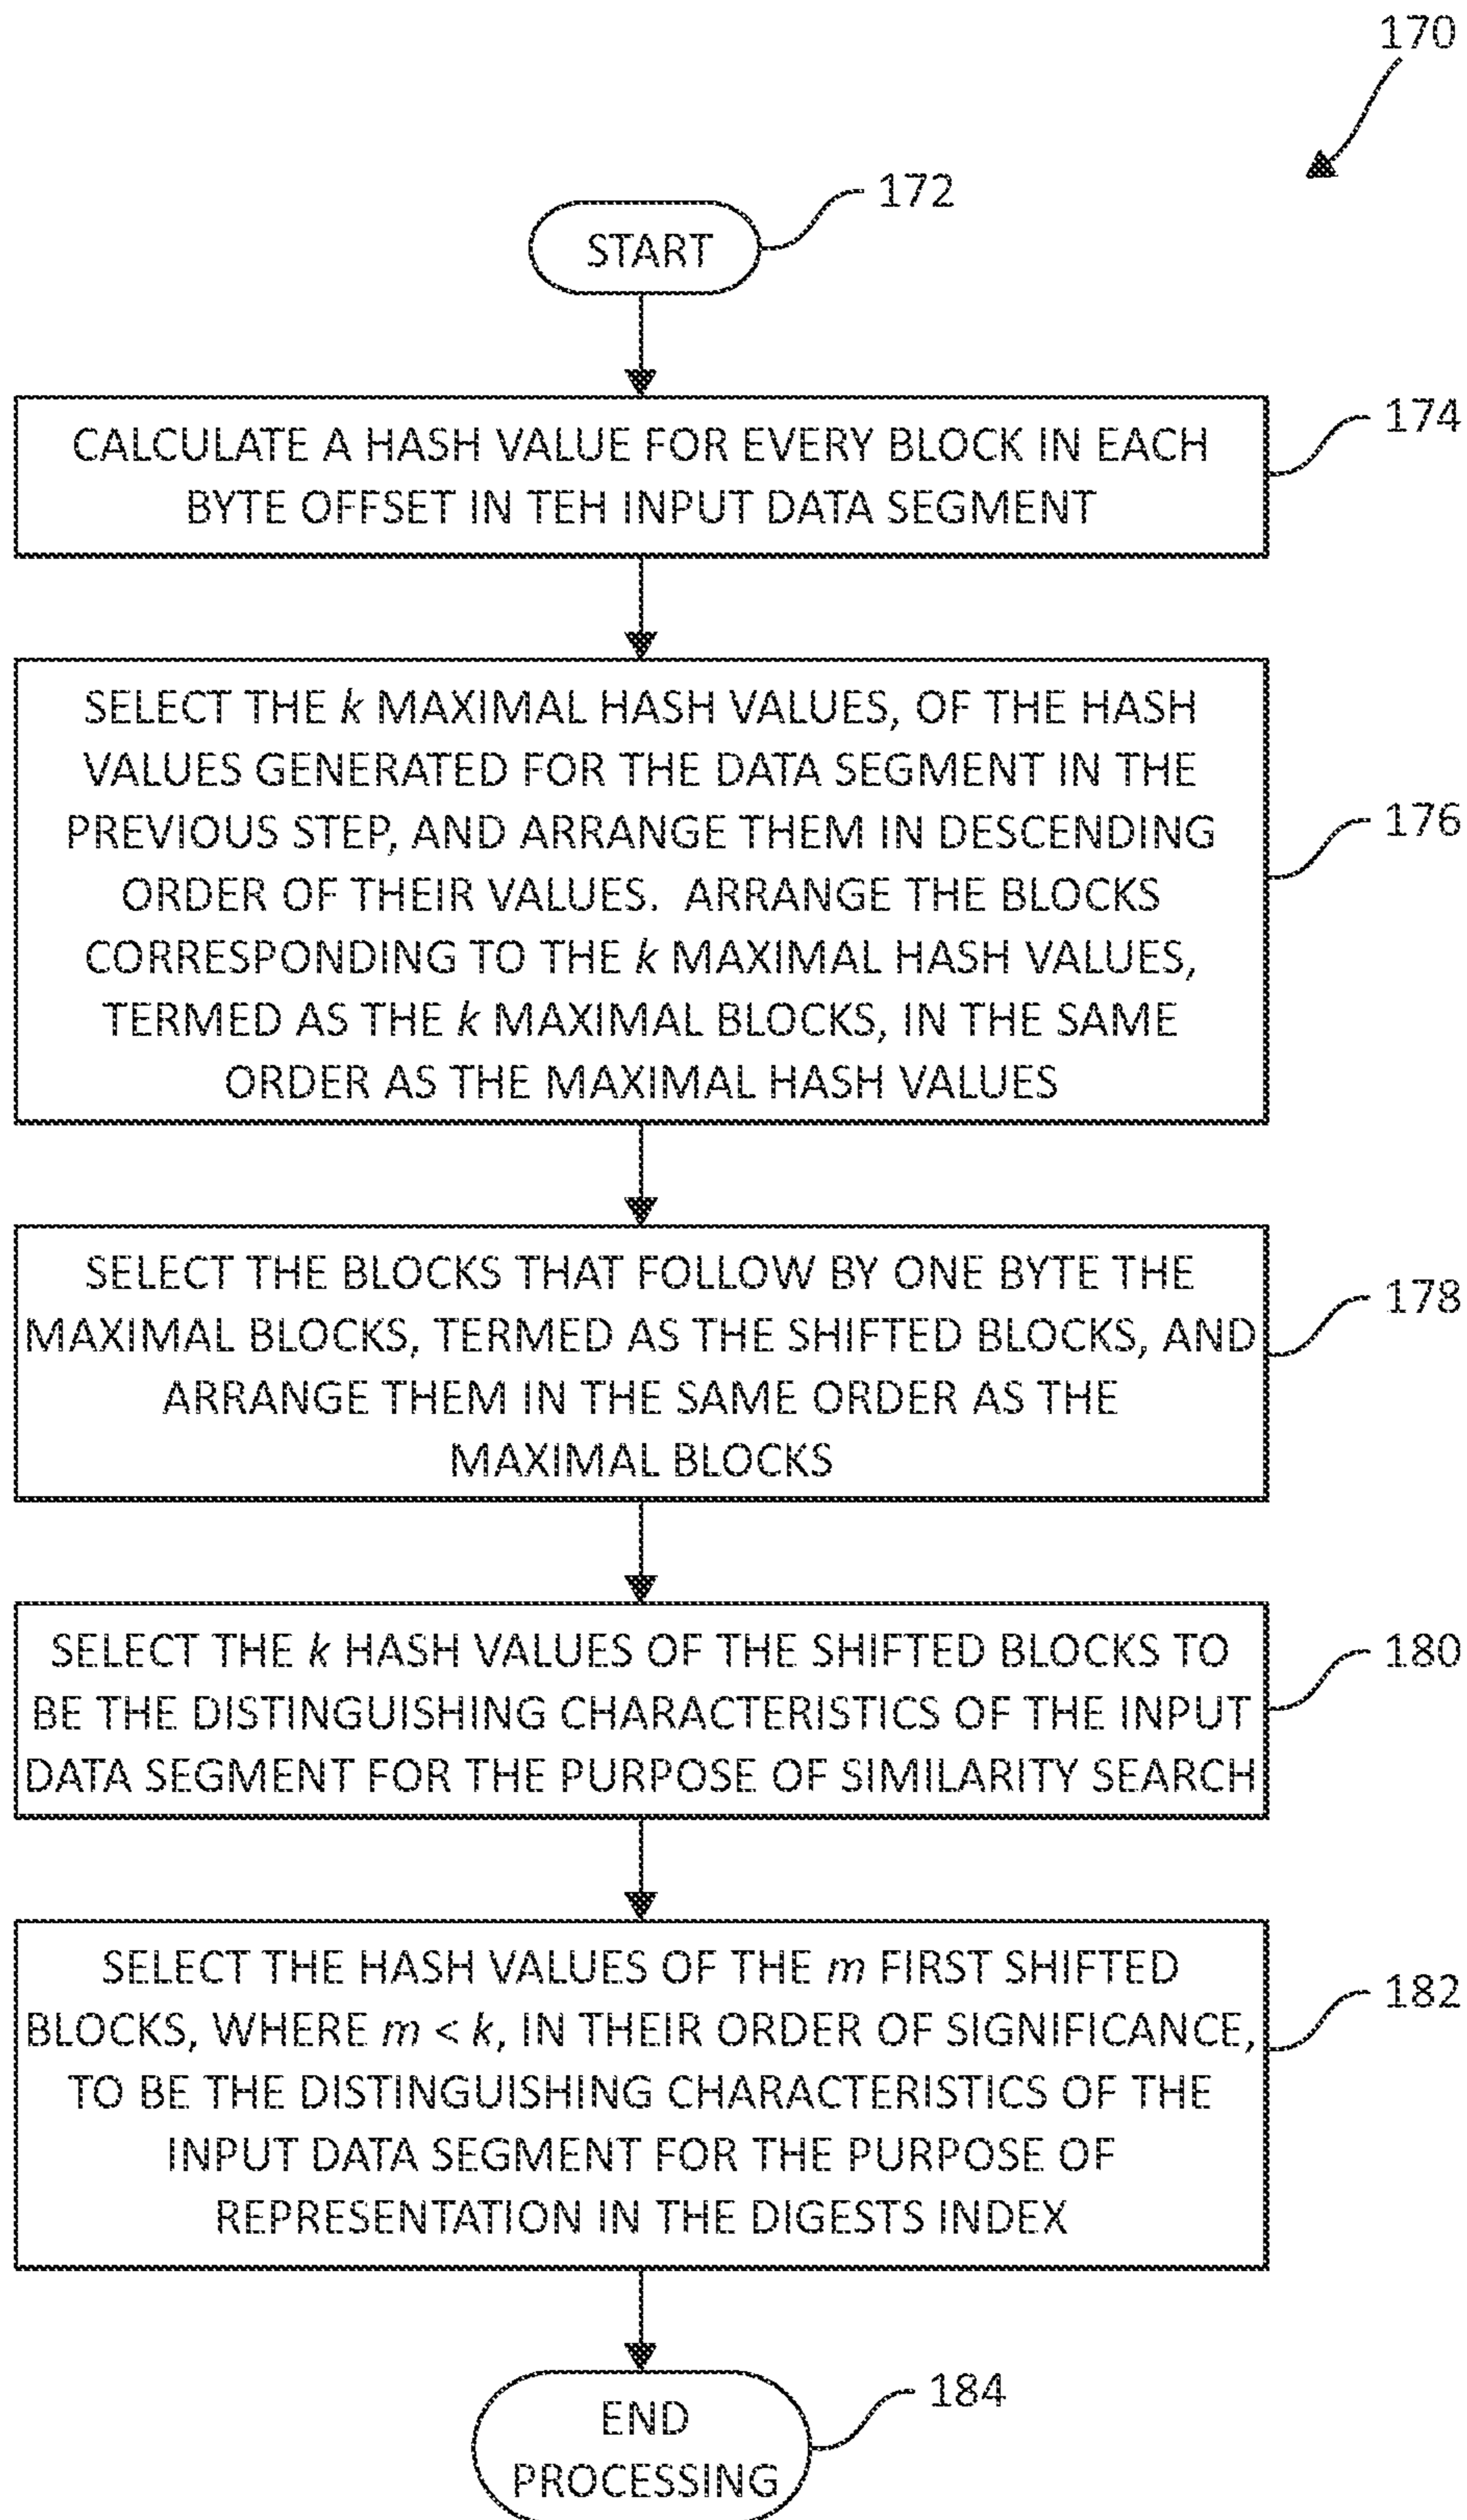 170
172
START
174
CALCULATE A HASH VALUE FOR EVERY BLOCK IN EACH
BYTE OFFSET IN TEH INPUT DATA SEGMENT
176
SELECT THE k MAXIMAL HASH VALUES, OF THE HASH
VALUES GENERATED FOR THE DATA SEGMENT IN THE
PREVIOUS STEP, AND ARRANGE THEM IN DESCENDING
ORDER OF THEIR VALUES. ARRANGE THE BLOCKS
CORRESPONDING TO THE k MAXIMAL HASH VALUES,
TERMED AS THE k MAXIMAL BLOCKS, IN THE SAME
ORDER AS THE MAXIMAL HASH VALUES
178
SELECT THE BLOCKS THAT FOLLOW BY ONE BYTE THE
MAXIMAL BLOCKS, TERMED AS THE SHIFTED BLOCKS, AND
ARRANGE THEM IN THE SAME ORDER AS THE
MAXIMAL BLOCKS
180
SELECT THE k HASH VALUES OF THE SHIFTED BLOCKS TO
BE THE DISTINGUISHING CHARACTERISTICS OF THE INPUT
DATA SEGMENT FOR THE PURPOSE OF SIMILARITY SEARCH
182
SELECT THE HASH VALUES OF THE m FIRST SHIFTED
BLOCKS, WHERE m < k, IN THEIR ORDER OF SIGNIFICANCE,
TO BE THE DISTINGUISHING CHARACTERISTICS OF THE
INPUT DATA SEGMENT FOR THE PURPOSE OF
REPRESENTATION IN THE DIGESTS INDEX
184
END
PROCESSING